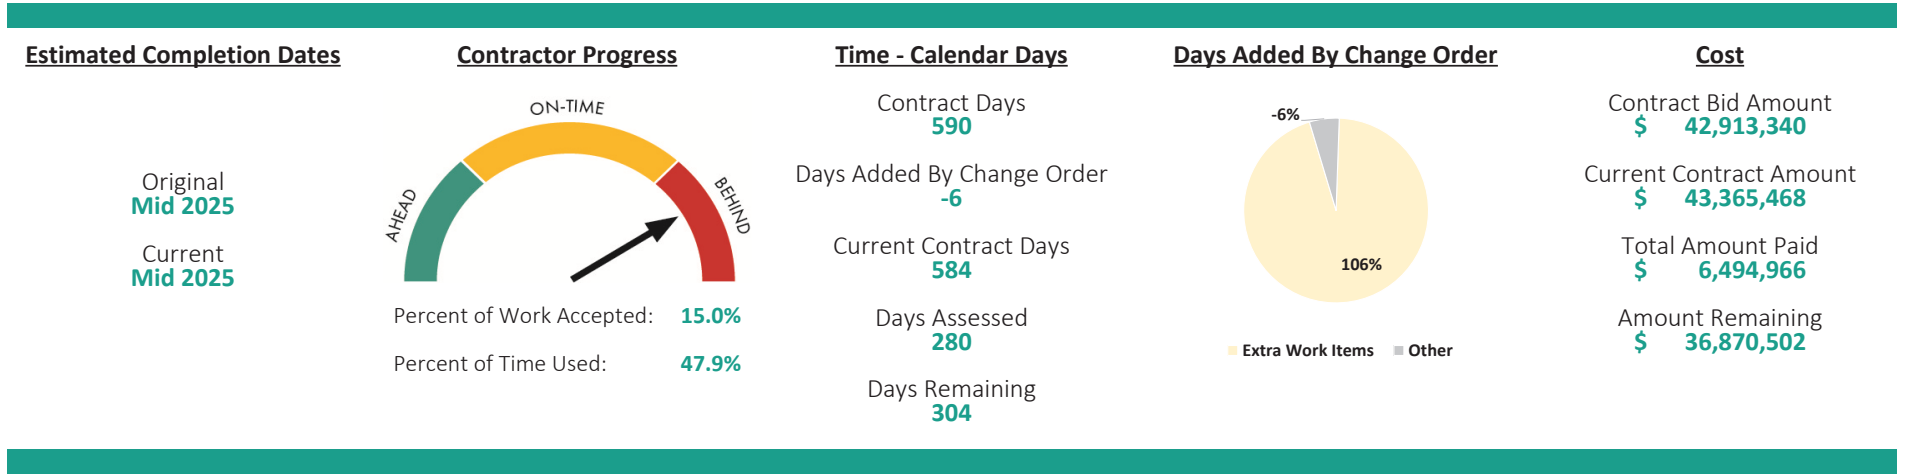 Estimated Completion Dates
Original
Mid 2025
Current
Mid 2025
Contractor Progress
AHEAD
ON-TIME
BEHIND
Percent of Work Accepted: 15.0%
Percent of Time Used: 47.9%
Time - Calendar Days
Contract Days
590
Days Added By Change Order
-6
Current Contract Days
584
Days Assessed
280
Days Remaining
304
Days Added By Change Order
-6%
106%
Extra Work Items Other
Cost
Contract Bid Amount
$ 42,913,340
Current Contract Amount
$ 43,365,468
Total Amount Paid
$ 6,494,966
Amount Remaining
$ 36,870,502